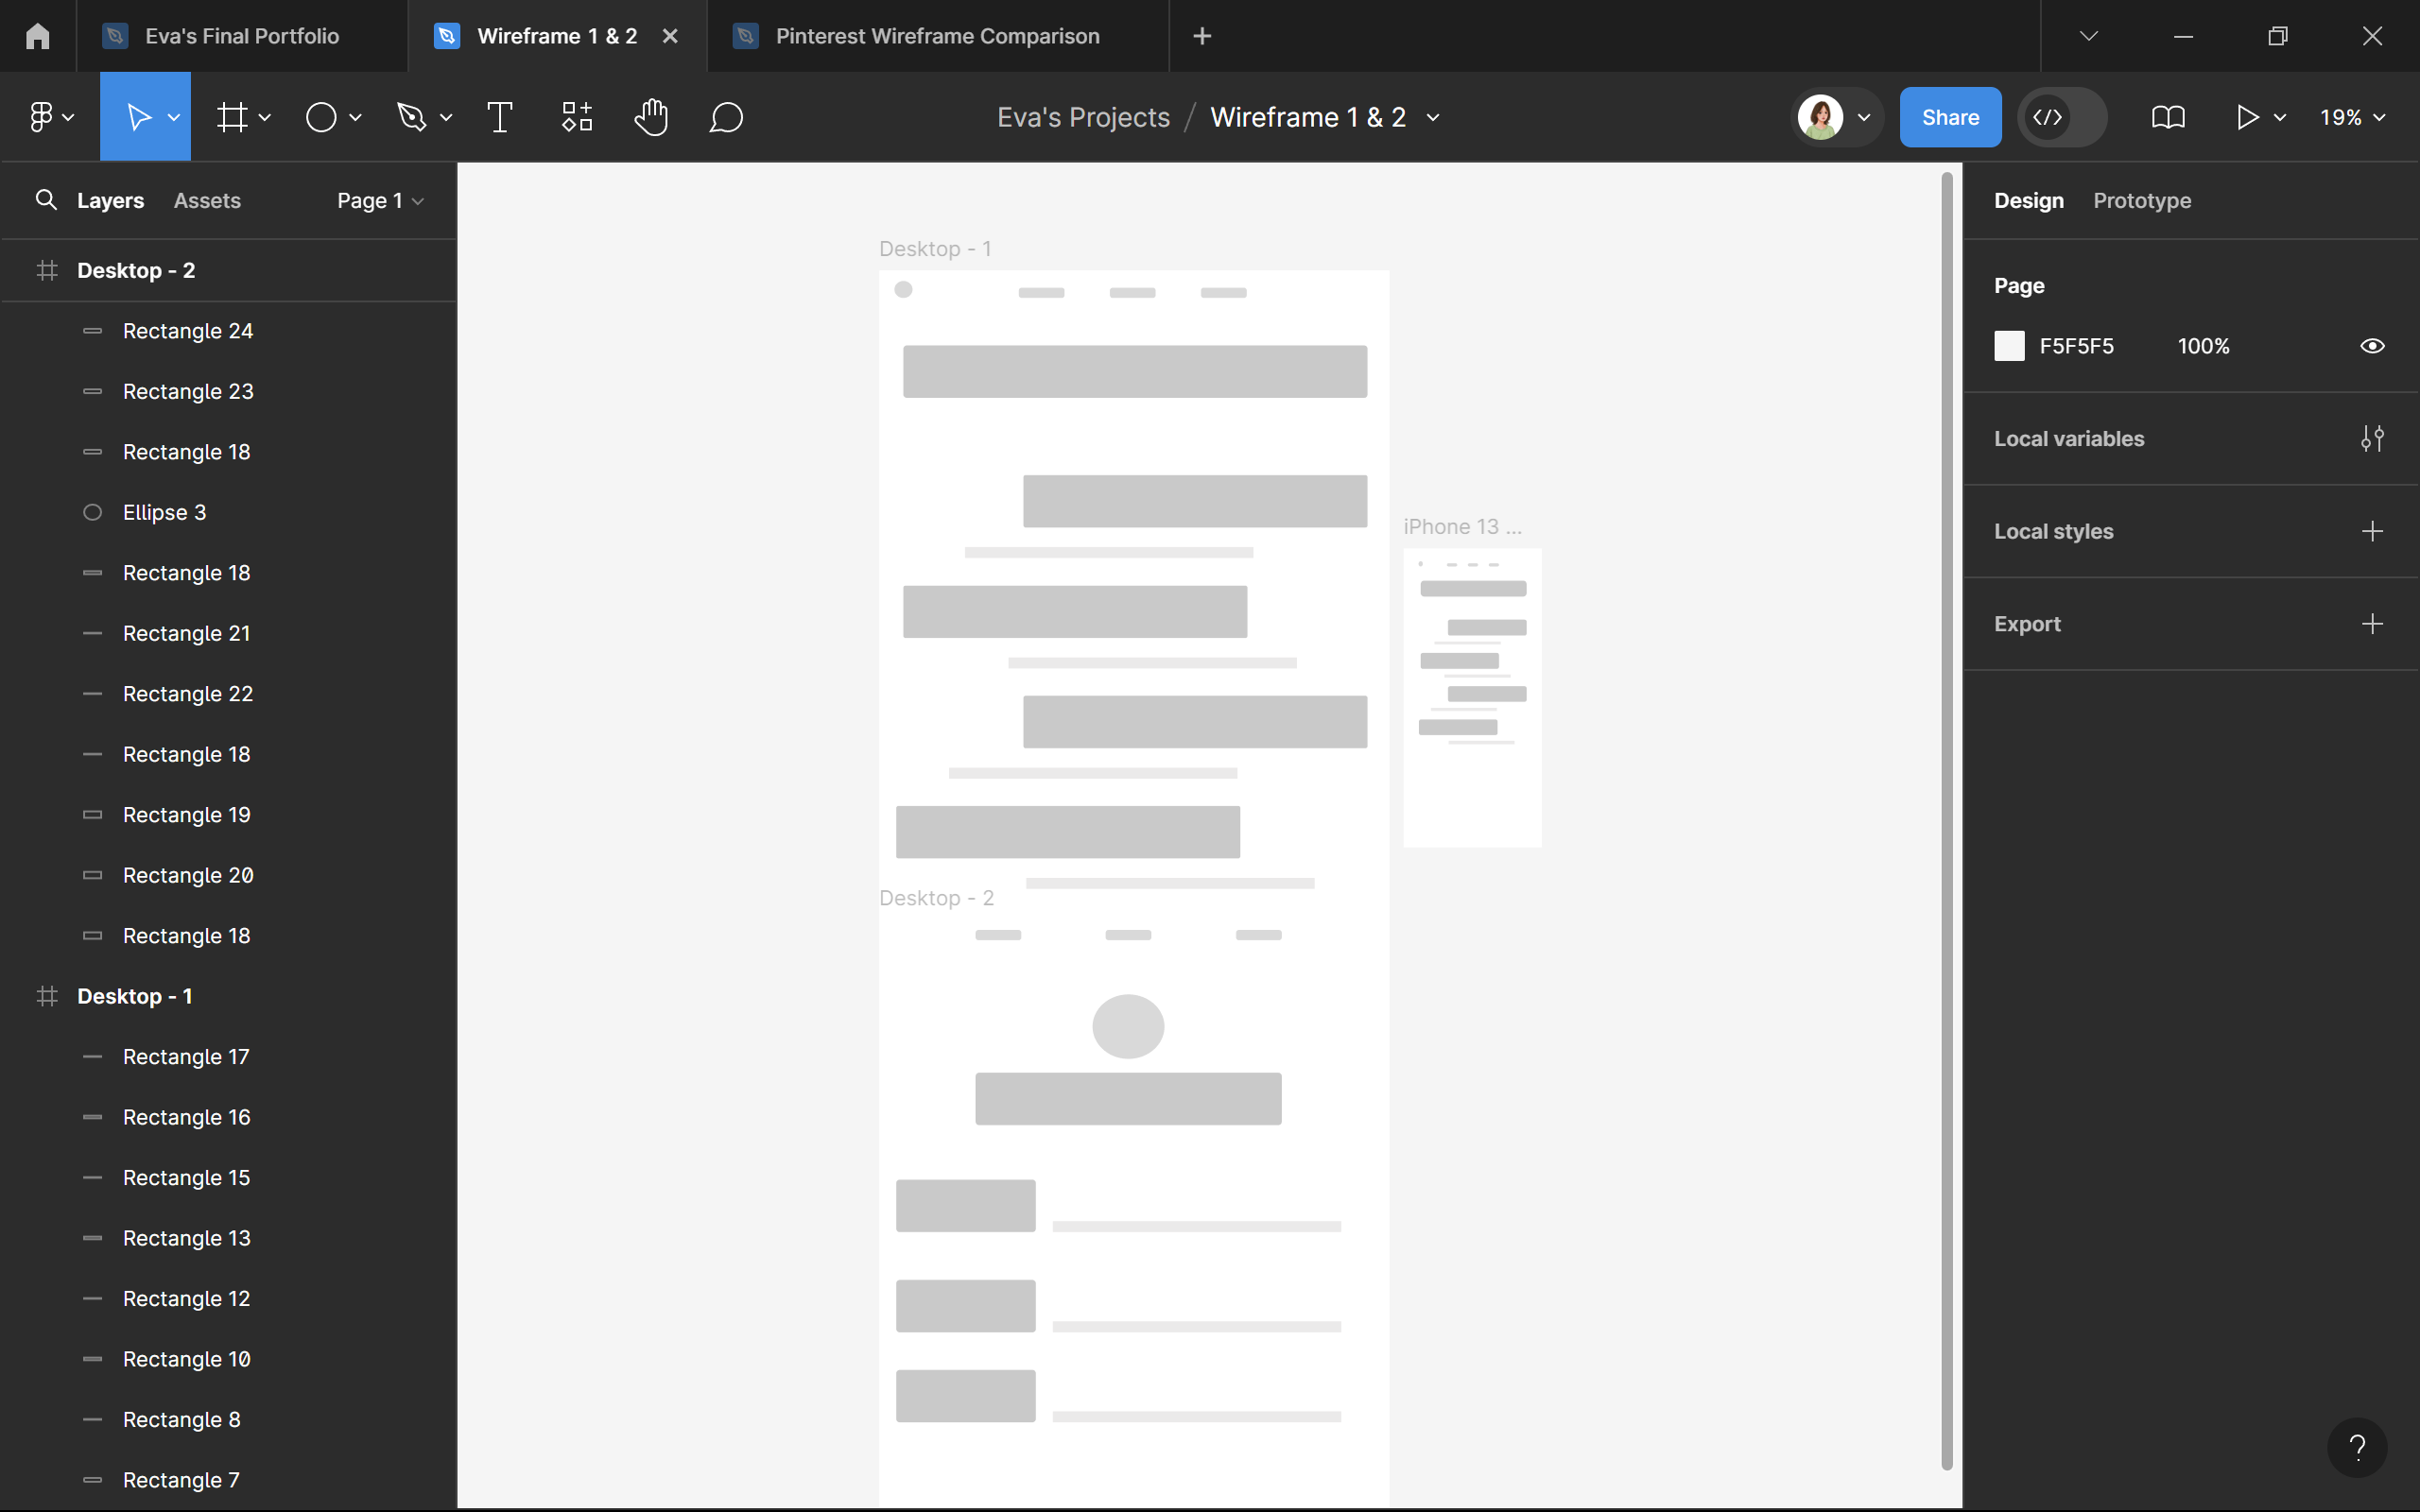 Eva's Final Portfolio
Wireframe 1 & 2
Pinterest Wireframe Comparison
Eva's Projects / Wireframe 1 & 2
Share
19%
Layers
Assets
Page 1
Desktop - 2
Rectangle 24
Rectangle 23
Rectangle 18
Ellipse 3
Rectangle 18
Rectangle 21
Rectangle 22
Rectangle 18
Rectangle 19
Rectangle 20
Rectangle 18
Desktop - 1
Rectangle 17
Rectangle 16
Rectangle 15
Rectangle 13
Rectangle 12
Rectangle 10
Rectangle 8
Rectangle 7
Desktop - 1
iPhone 13 ...
Desktop - 2
Design
Prototype
Page
F5F5F5
100%
Local variables
Local styles
Export
?